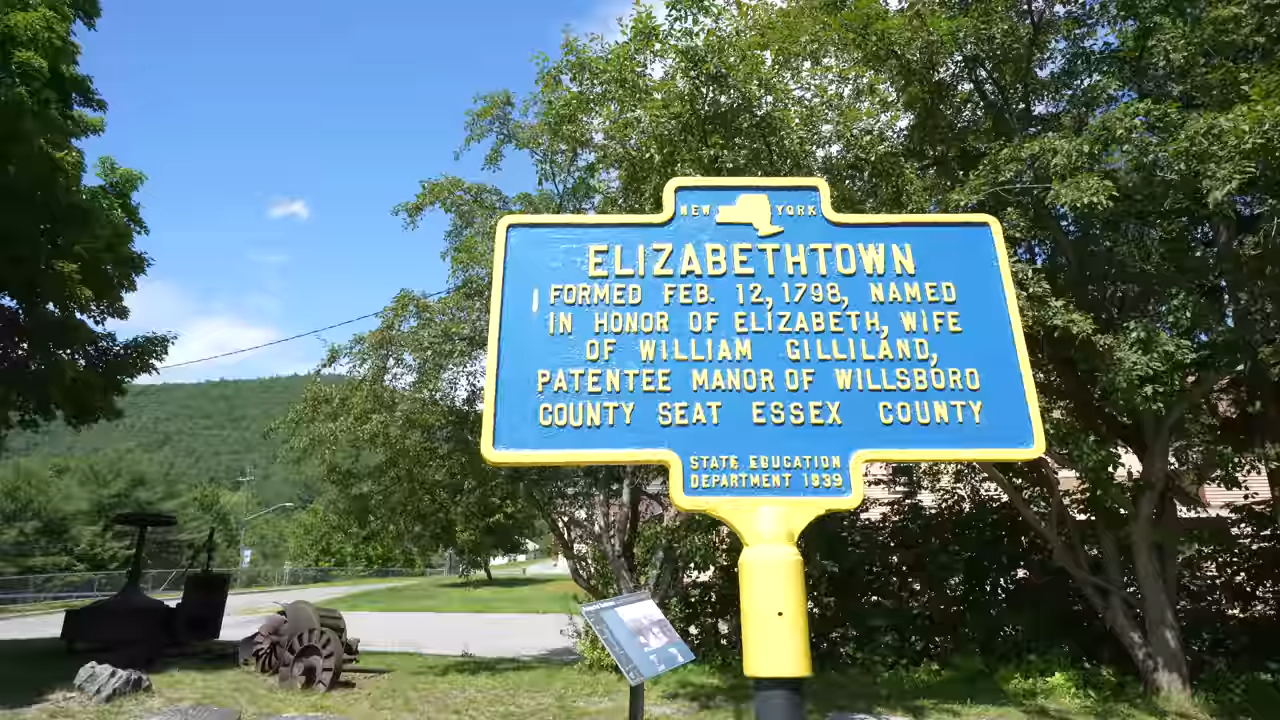 NEW YORK
ELIZABETHTOWN
FORMED FEB. 12, 1798, NAMED
IN HONOR OF ELIZABETH, WIFE
OF WILLIAM GILLILAND,
PATENTEE MANOR OF WILLSBORO
COUNTY SEAT ESSEX COUNTY
STATE EDUCATION
DEPARTMENT 1939